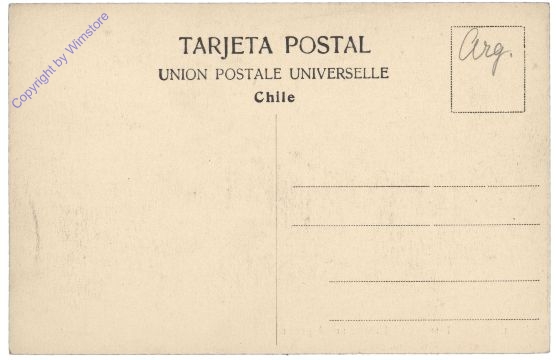 TARJETA POSTAL
UNION POSTALE UNIVERSELLE
Chile
Arg.
Copyright by Wimstore